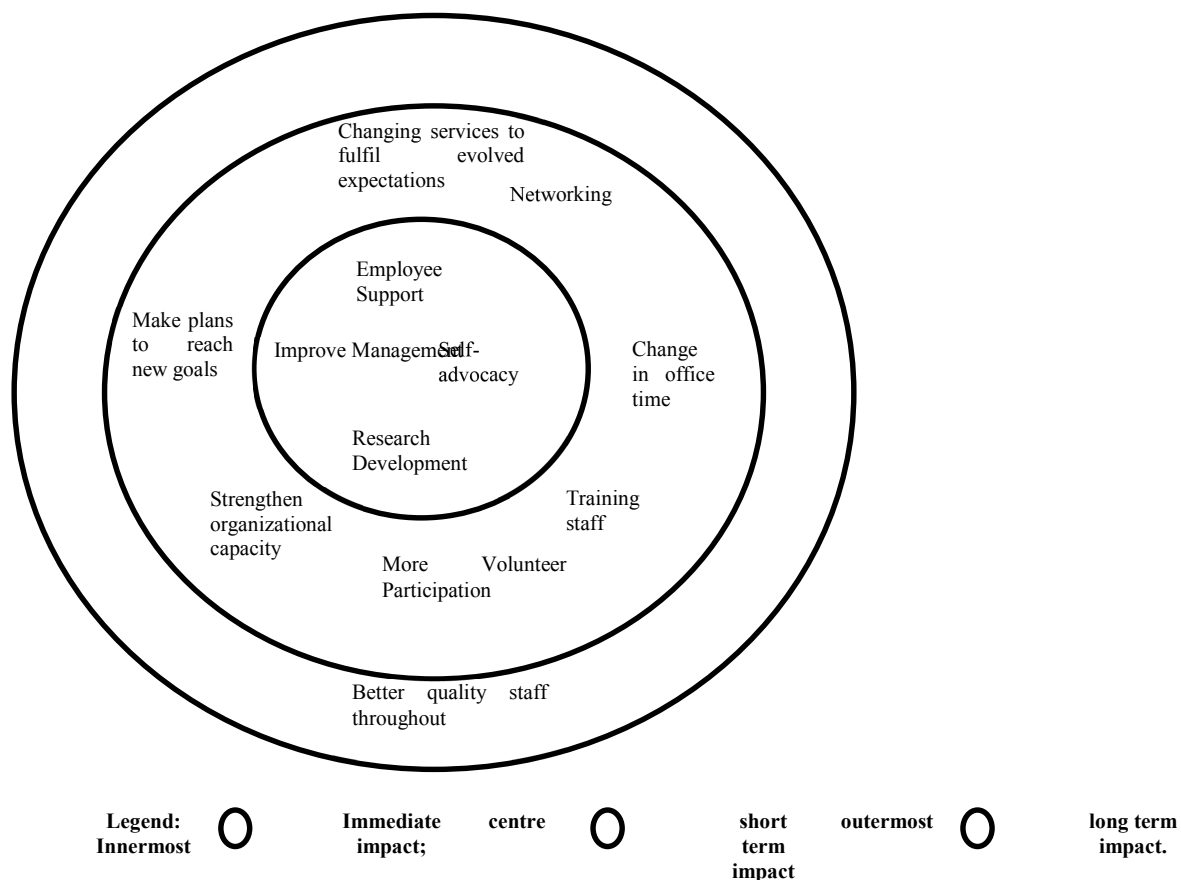 Changing services to
fulfil evolved
expectations
Networking
Employee
Support
Make plans
to reach
new goals
Improve Management
Self-
advocacy
Change
in office
time
Research
Development
Strengthen
organizational
capacity
Training
staff
More Volunteer
Participation
Better quality staff
throughout
Legend: Immediate centre short outermost long term
Innermost impact; term impact.
impact